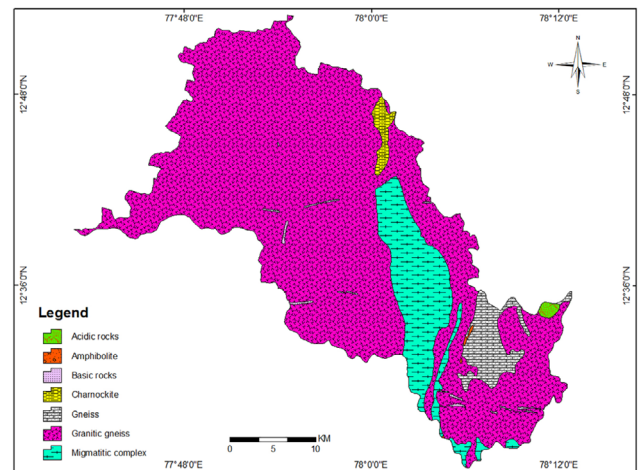 77°48'0"E 78°0'0"E 78°12'0"E
N
W E
S
12°48'0"N 12°48'0"N
12°36'0"N 12°36'0"N
Legend
Acidic rocks
Amphibolite
Basic rocks
Charnockite
Gneiss
Granitic gneiss
Migmatitic complex
KM
0 5 10
77°48'0"E 78°0'0"E 78°12'0"E